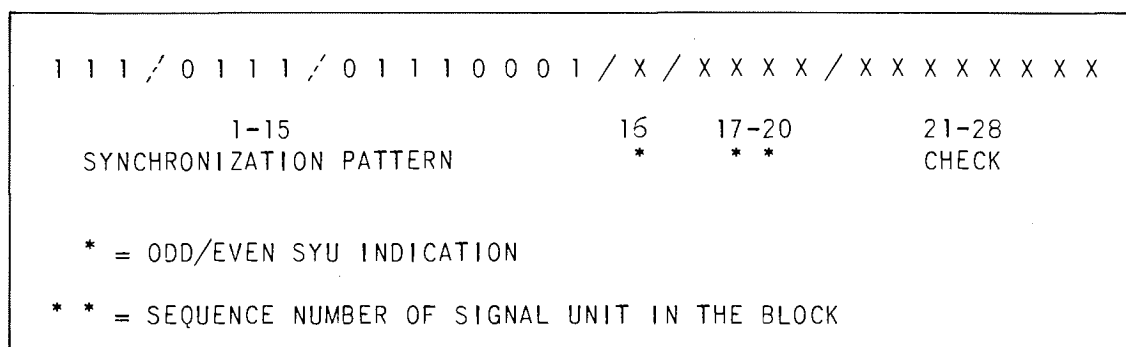 1 1 1 / 0 1 1 1 / 0 1 1 1 0 0 0 1 / X / X X X X / X X X X X X X X
1-15 16 17-20 21-28
SYNCHRONIZATION PATTERN * * * CHECK
* = ODD/EVEN SYU INDICATION
* * = SEQUENCE NUMBER OF SIGNAL UNIT IN THE BLOCK